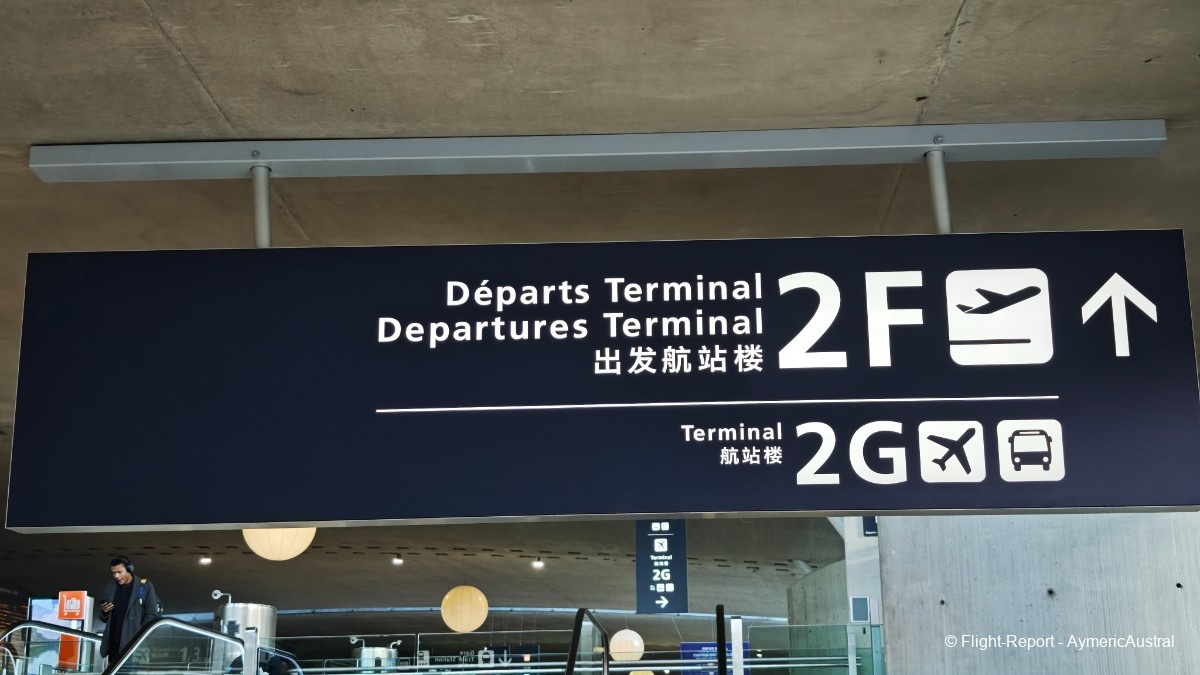 Départs Terminal
Departures Terminal
出发航站楼
2F
Terminal
航站楼
2G
Terminal
2G
© Flight-Report - AymericAustral